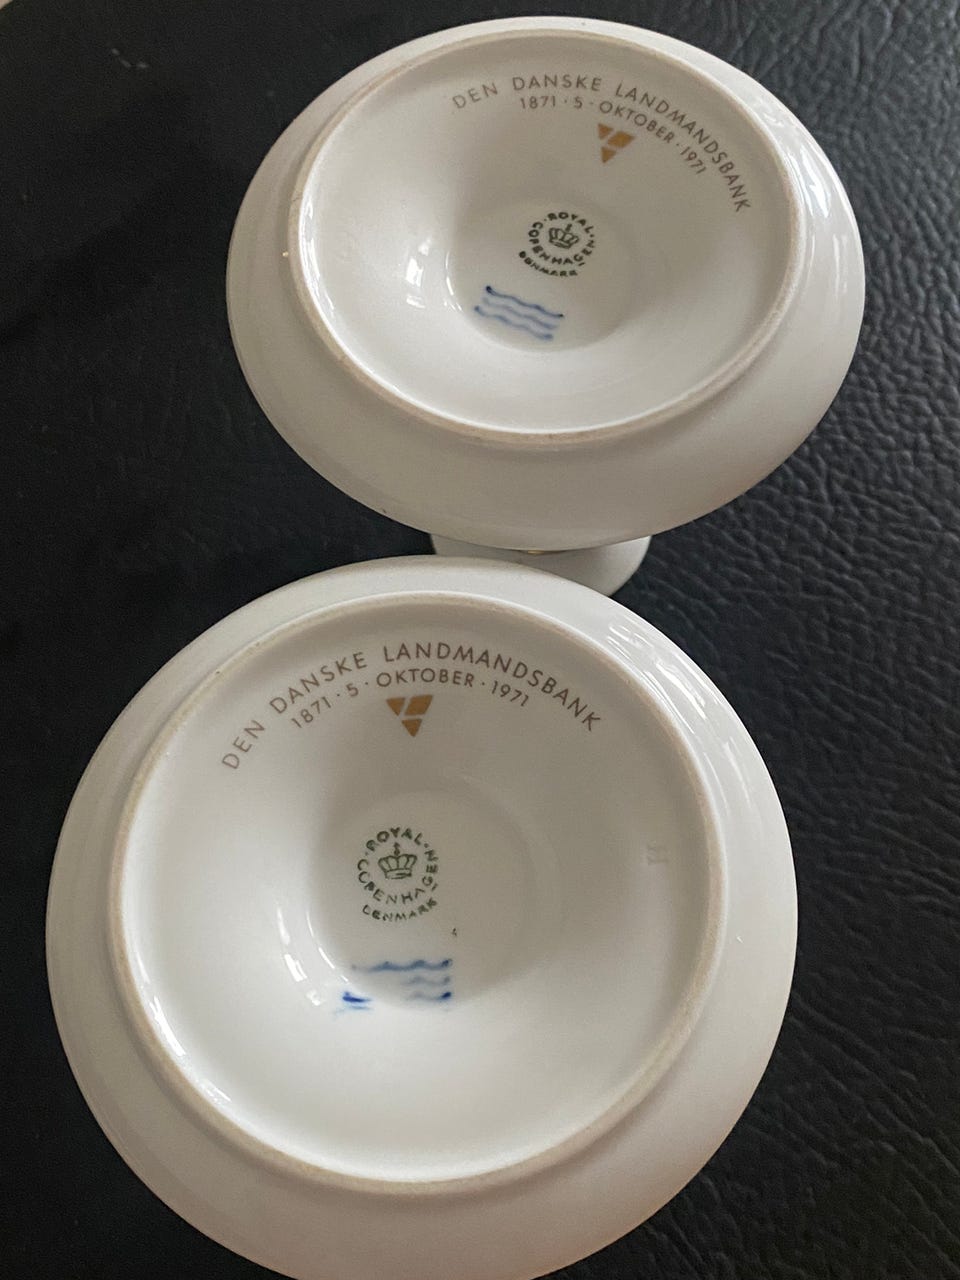 DEN DANSKE LANDMANDSBANK
1871 · 5 · OKTOBER · 1971
· ROYAL ·
COPENHAGEN
DENMARK
DEN DANSKE LANDMANDSBANK
1871 · 5 · OKTOBER · 1971
· ROYAL ·
COPENHAGEN
DENMARK